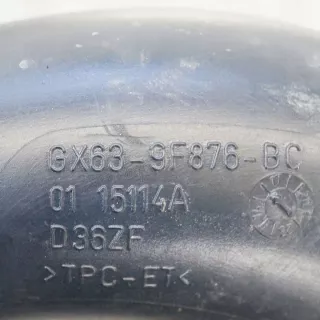 GX63-9F876-BC
01 15114A
D36ZF
>TPC-ET<